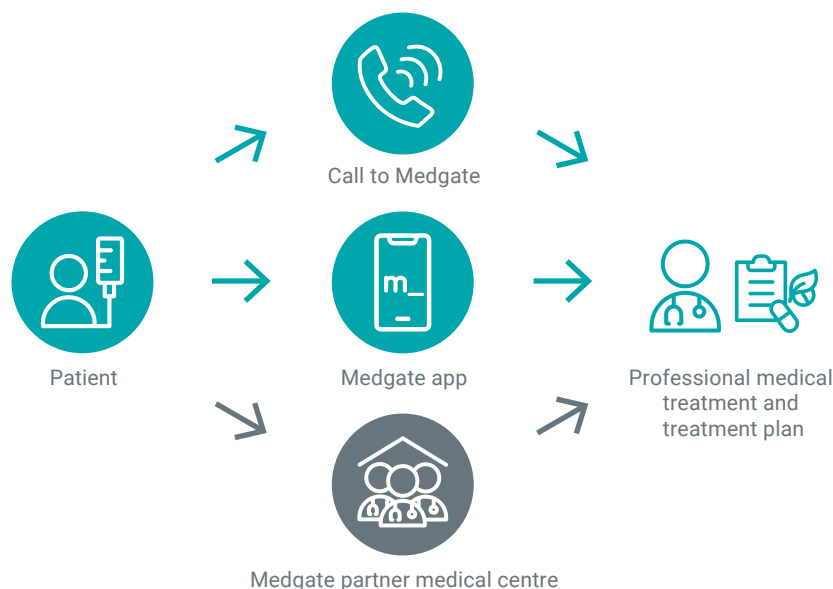 Call to Medgate
m_
Patient
Medgate app
Professional medical
treatment and
treatment plan
Medgate partner medical centre